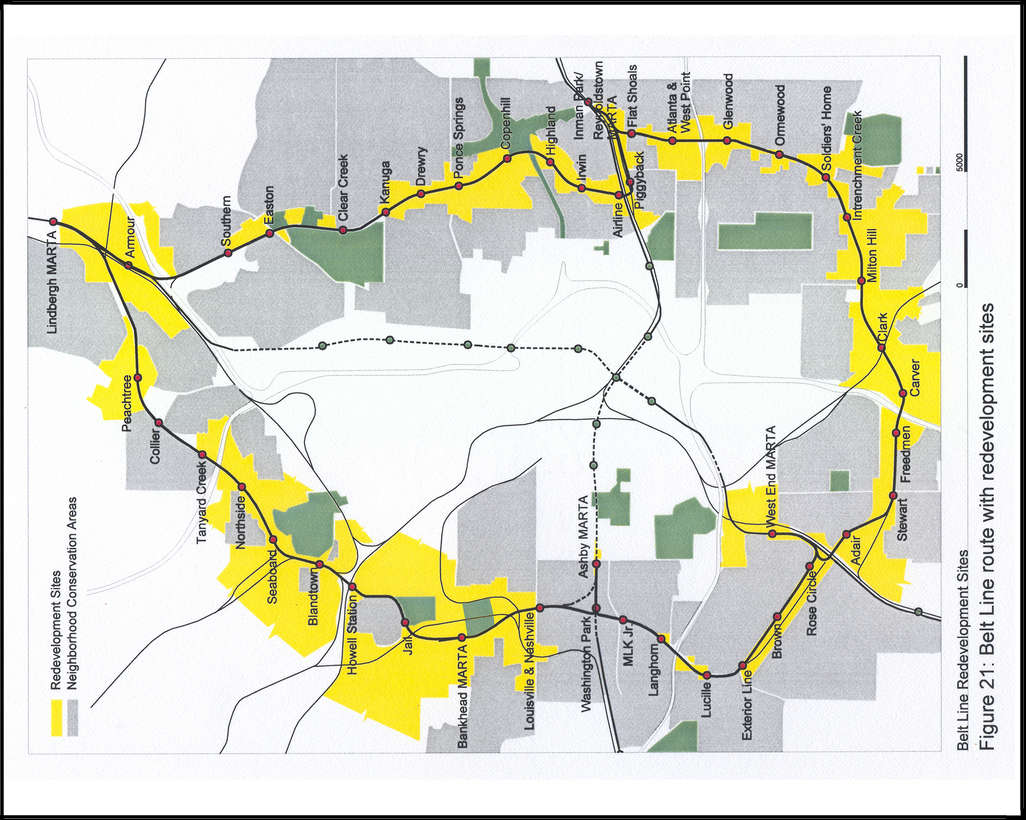 Redevelopment Sites
Neighborhood Conservation Areas
Lindbergh MARTA
Armour
Southern
Easton
Clear Creek
Kanuga
Drewry
Ponce Springs
Copenhill
Highland
Irwin
Inman Park/
Reynoldstown
MARTA
Airline
Piggyback
Flat Shoals
Atlanta &
West Point
Glenwood
Ormewood
Soldiers' Home
Intrenchment Creek
Milton Hill
Clark
Carver
Freedmen
Stewart
Adair
West End MARTA
Rose Circle
Brown
Exterior Line
Lucille
Langhorn
MLK Jr.
Washington Park
Ashby MARTA
Louisville & Nashville
Bankhead MARTA
Jail
Howell Station
Blandtown
Seaboard
Northside
Tanyard Creek
Collier
Peachtree
0
5000
Belt Line Redevelopment Sites
Figure 21: Belt Line route with redevelopment sites